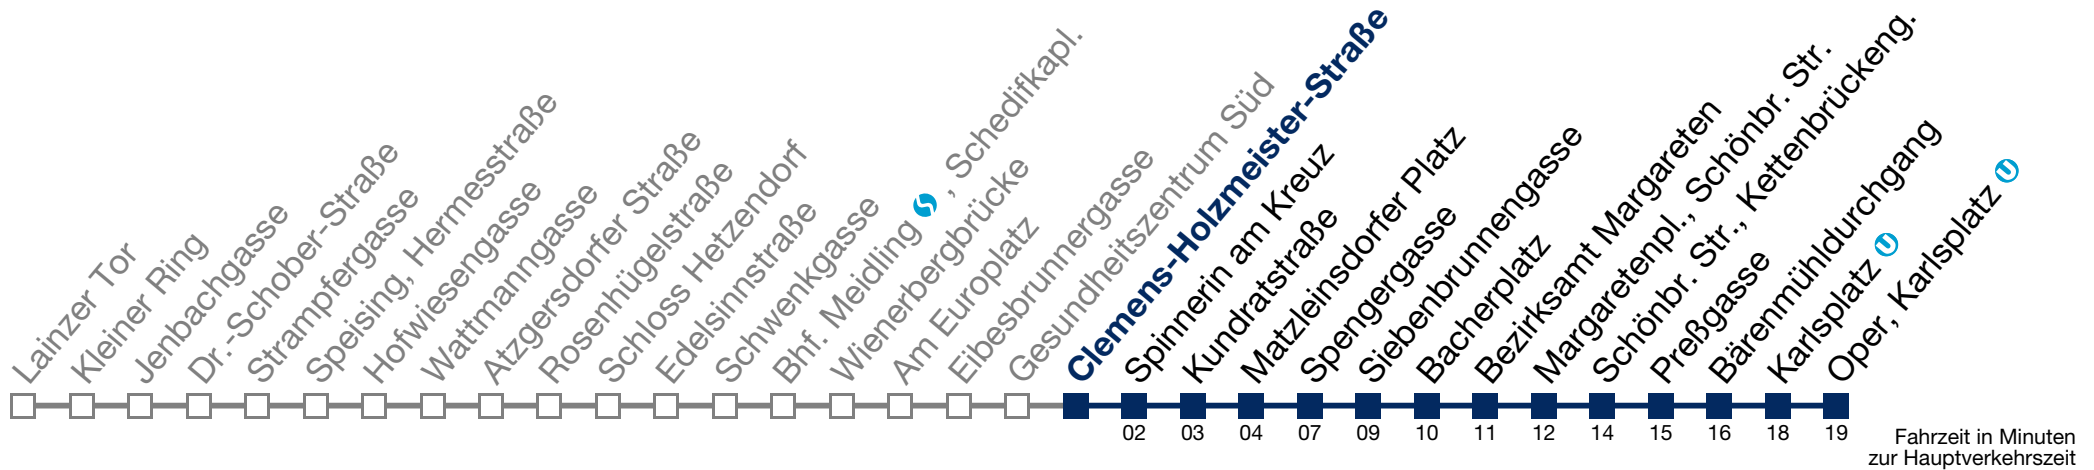 Lainzer Tor
Kleiner Ring
Jenbachgasse
Dr.-Schober-Straße
Strampfergasse
Speising, Hermesstraße
Hofwiesengasse
Wattmanngasse
Atzgersdorfer Straße
Rosenhügelstraße
Schloss Hetzendorf
Edelsinnstraße
Schwenkgasse
Bhf. Meidling S, Schedifkapl.
Wienerbergbrücke
Am Europlatz
Eibesbrunnergasse
Gesundheitszentrum Süd
Clemens-Holzmeister-Straße
Spinnerin am Kreuz
Kundratstraße
Matzleinsdorfer Platz
Spengergasse
Siebenbrunnengasse
Bacherplatz
Bezirksamt Margareten
Margaretenpl., Schönbr. Str.
Schönbr. Str., Kettenbrückeng.
Preßgasse
Bärenmühldurchgang
Karlsplatz U
Oper, Karlsplatz U
02 03 04 07 09 10 11 12 14 15 16 18 19
Fahrzeit in Minuten
zur Hauptverkehrszeit